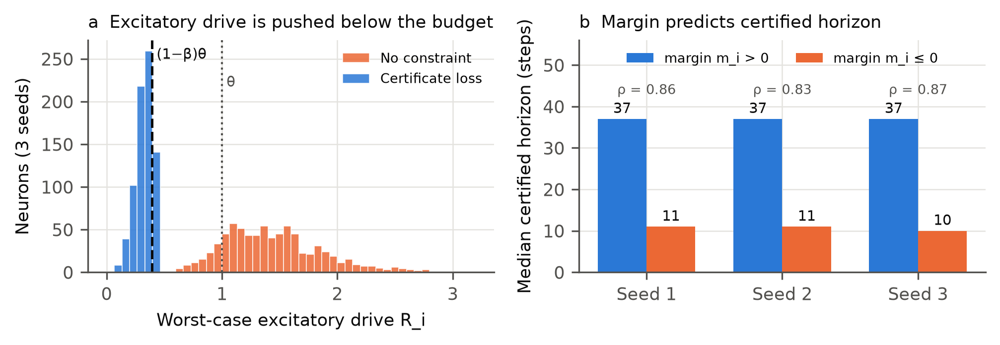 a Excitatory drive is pushed below the budget
(1−β)θ
θ
No constraint
Certificate loss
Neurons (3 seeds)
250
200
150
100
50
0
0 1 2 3
Worst-case excitatory drive R_i
b Margin predicts certified horizon
margin m_i > 0 margin m_i ≤ 0
Median certified horizon (steps)
50
40
30
20
10
0
ρ = 0.86 ρ = 0.83 ρ = 0.87
37 37 37
11 11 10
Seed 1 Seed 2 Seed 3